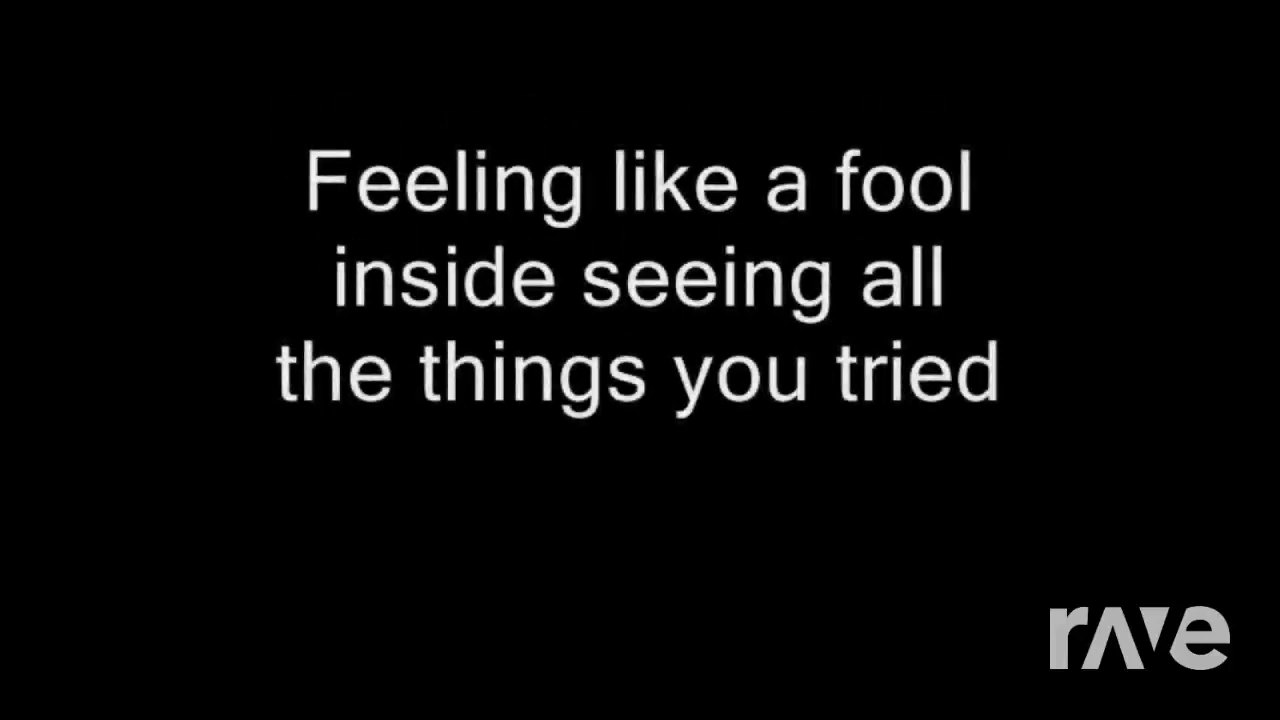 Feeling like a fool
inside seeing all
the things you tried
rave